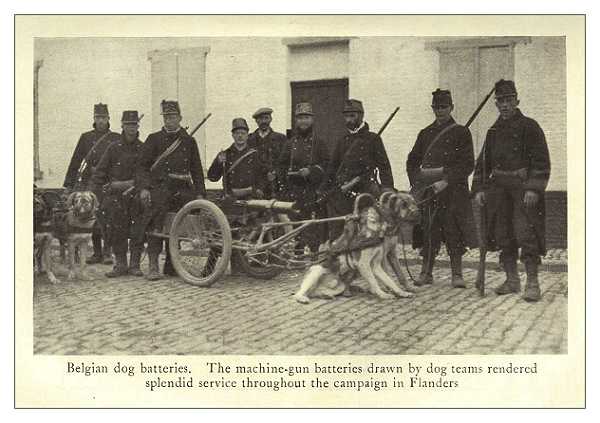 Belgian dog batteries. The machine-gun batteries drawn by dog teams rendered
splendid service throughout the campaign in Flanders